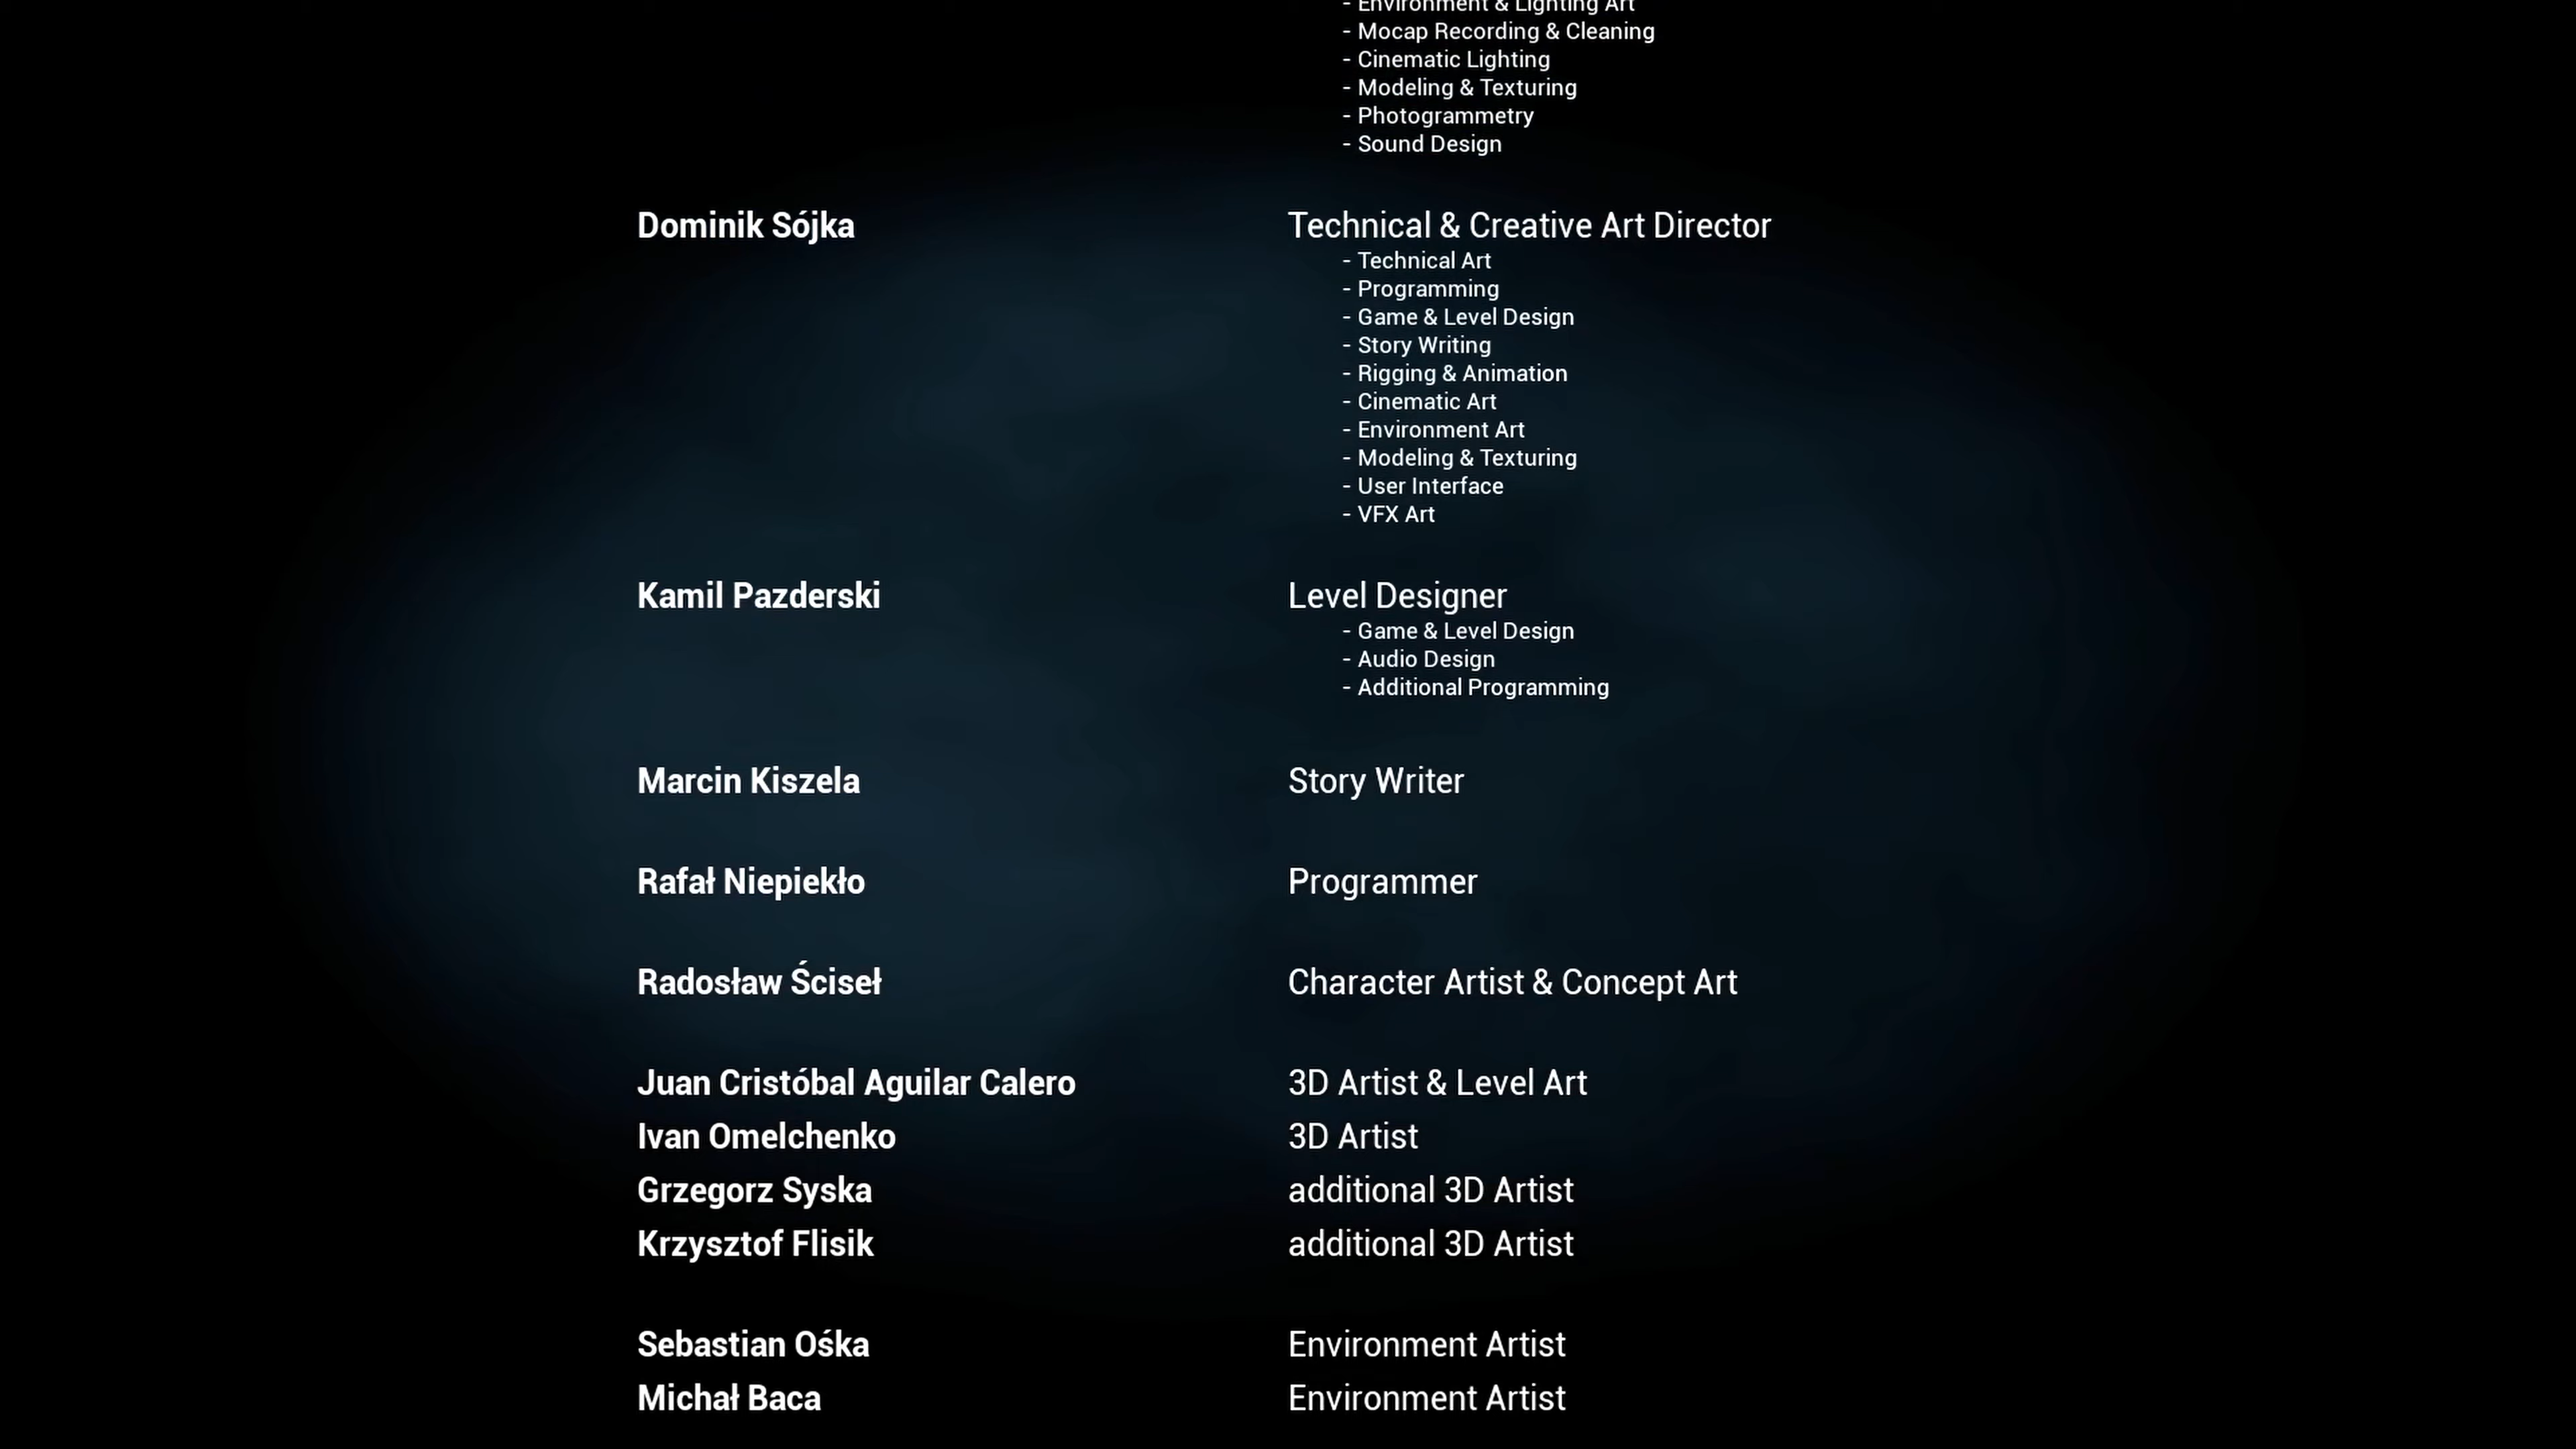 - Environment & Lighting Art
- Mocap Recording & Cleaning
- Cinematic Lighting
- Modeling & Texturing
- Photogrammetry
- Sound Design
Dominik Sójka Technical & Creative Art Director
- Technical Art
- Programming
- Game & Level Design
- Story Writing
- Rigging & Animation
- Cinematic Art
- Environment Art
- Modeling & Texturing
- User Interface
- VFX Art
Kamil Pazderski Level Designer
- Game & Level Design
- Audio Design
- Additional Programming
Marcin Kiszela Story Writer
Rafał Niepiekło Programmer
Radosław Ściseł Character Artist & Concept Art
Juan Cristóbal Aguilar Calero 3D Artist & Level Art
Ivan Omelchenko 3D Artist
Grzegorz Syska additional 3D Artist
Krzysztof Flisik additional 3D Artist
Sebastian Ośka Environment Artist
Michał Baca Environment Artist